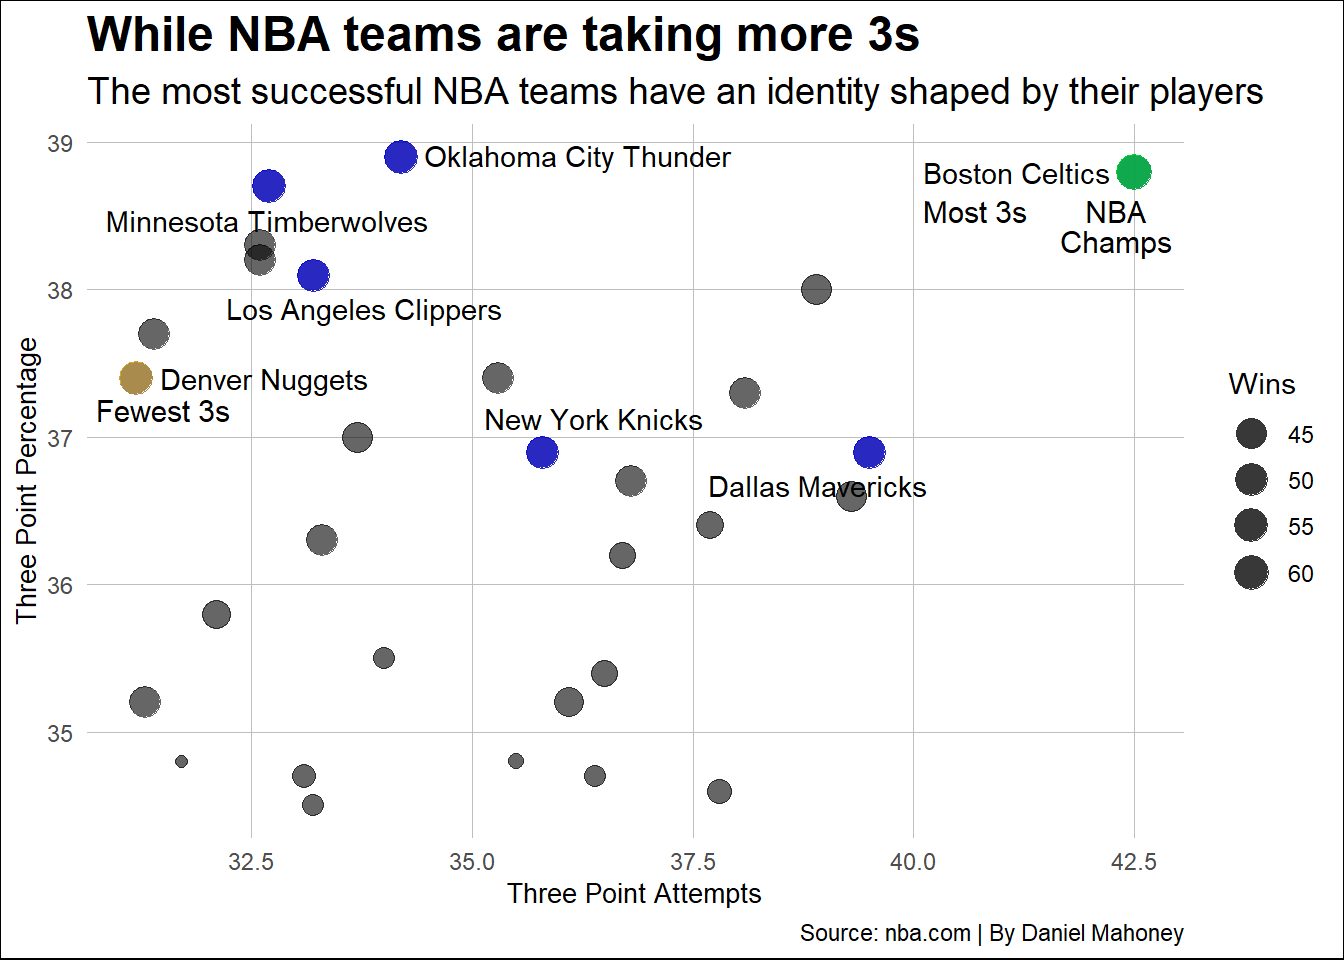 While NBA teams are taking more 3s
The most successful NBA teams have an identity shaped by their players
39
38
37
36
35
Three Point Percentage
Oklahoma City Thunder
Boston Celtics
Most 3s
NBA
Champs
Minnesota Timberwolves
Los Angeles Clippers
Denver Nuggets
Fewest 3s
New York Knicks
Dallas Mavericks
Wins
45
50
55
60
32.5
35.0
37.5
40.0
42.5
Three Point Attempts
Source: nba.com | By Daniel Mahoney